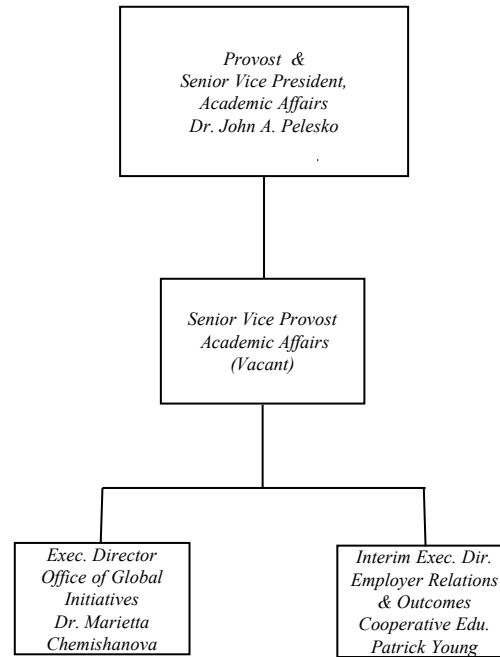 Provost &
Senior Vice President,
Academic Affairs
Dr. John A. Pelesko
.
Senior Vice Provost
Academic Affairs
(Vacant)
Exec. Director
Office of Global
Initiatives
Dr. Marietta
Chemishanova
Interim Exec. Dir.
Employer Relations
& Outcomes
Cooperative Edu.
Patrick Young